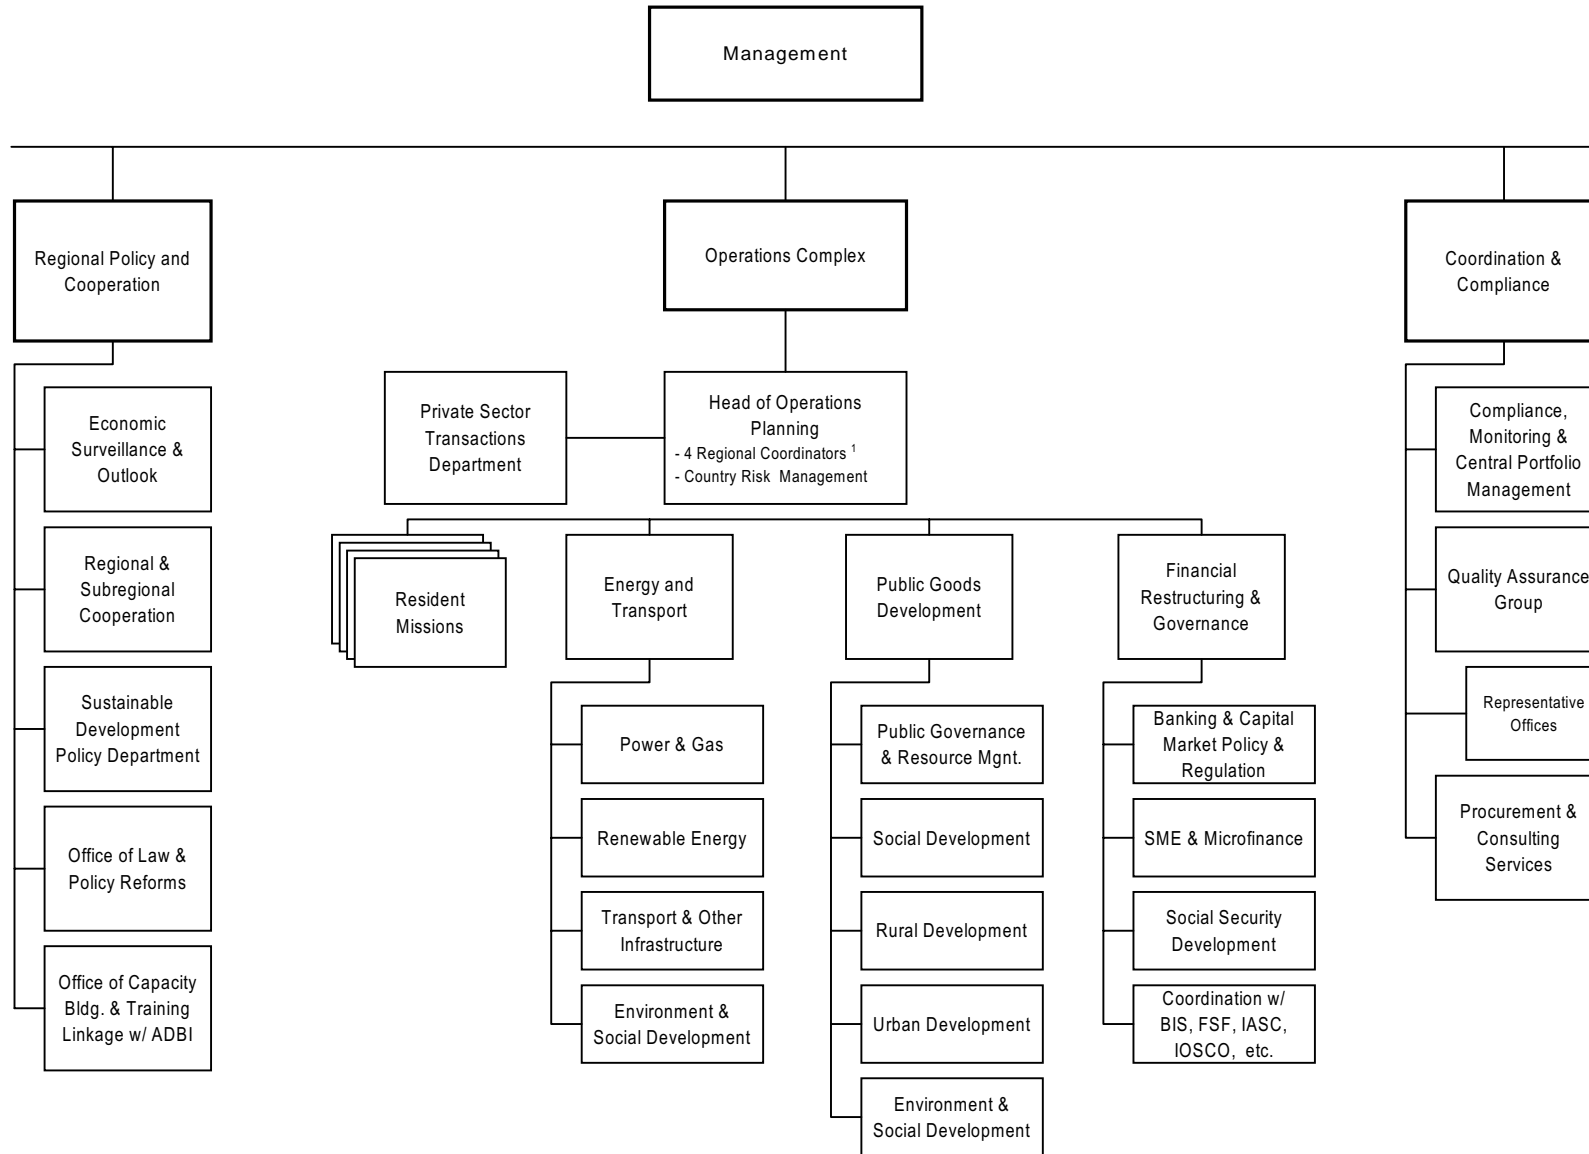 Management
Regional Policy and
Cooperation
Operations Complex
Coordination &
Compliance
Economic
Surveillance &
Outlook
Regional &
Subregional
Cooperation
Sustainable
Development
Policy Department
Office of Law &
Policy Reforms
Office of Capacity
Bldg. & Training
Linkage w/ ADBI
Private Sector
Transactions
Department
Head of Operations
Planning
- 4 Regional Coordinators 1
- Country Risk Management
Resident
Missions
Energy and
Transport
Power & Gas
Renewable Energy
Transport & Other
Infrastructure
Environment &
Social Development
Public Goods
Development
Public Governance
& Resource Mgnt.
Social Development
Rural Development
Urban Development
Environment &
Social Development
Financial
Restructuring &
Governance
Banking & Capital
Market Policy &
Regulation
SME & Microfinance
Social Security
Development
Coordination w/
BIS, FSF, IASC,
IOSCO, etc.
Compliance,
Monitoring &
Central Portfolio
Management
Quality Assurance
Group
Representative
Offices
Procurement &
Consulting
Services